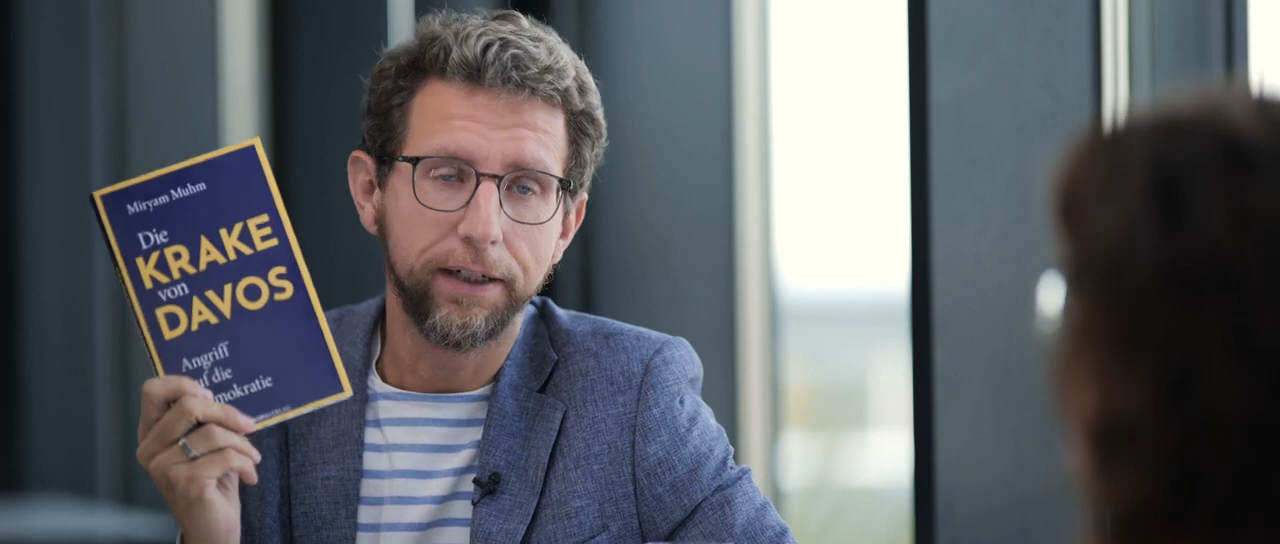 Miryam Muhm
Die
KRAKE
von
DAVOS
Angriff
die